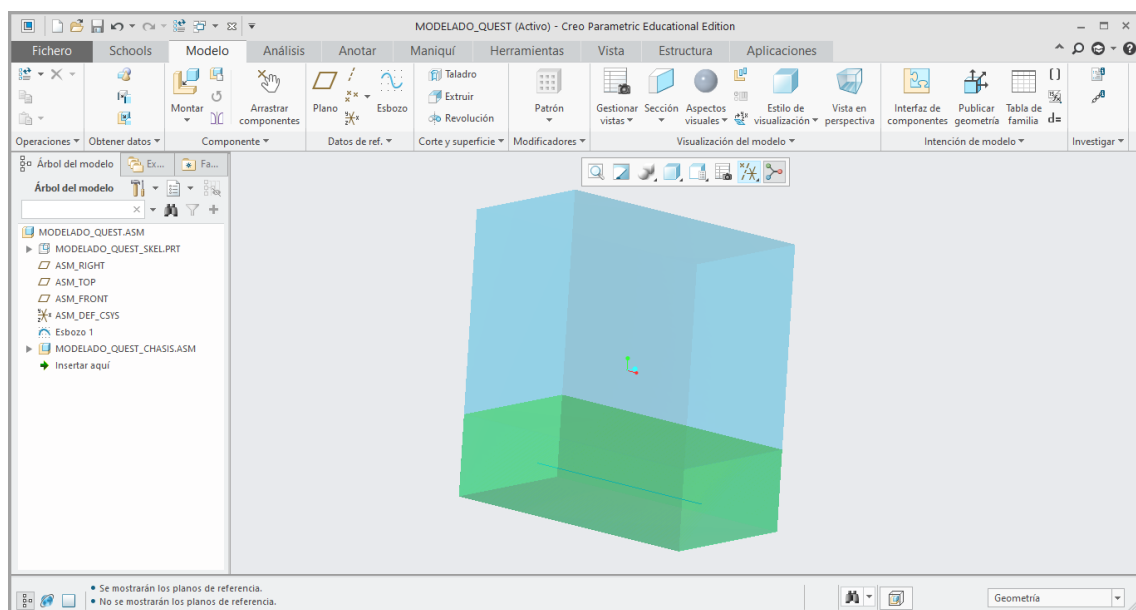 MODELADO_QUEST (Activo) - Creo Parametric Educational Edition
Fichero Schools Modelo Análisis Anotar Maniquí Herramientas Vista Estructura Aplicaciones
Montar
Arrastrar componentes
Plano
Esbozo
Taladro
Extruir
Revolución
Patrón
Gestionar vistas
Sección
Aspectos visuales
Estilo de visualización
Vista en perspectiva
Interfaz de componentes
Publicar geometría
Tabla de familia
d=
Operaciones Obtener datos Componente Datos de ref. Corte y superficie Modificadores Visualización del modelo Intención de modelo Investigar
Árbol del modelo Ex... Fa...
Árbol del modelo
MODELADO_QUEST.ASM
MODELADO_QUEST_SKEL.PRT
ASM_RIGHT
ASM_TOP
ASM_FRONT
ASM_DEF_CSYS
Esbozo 1
MODELADO_QUEST_CHASIS.ASM
Insertar aquí
• Se mostrarán los planos de referencia.
• No se mostrarán los planos de referencia.
Geometría